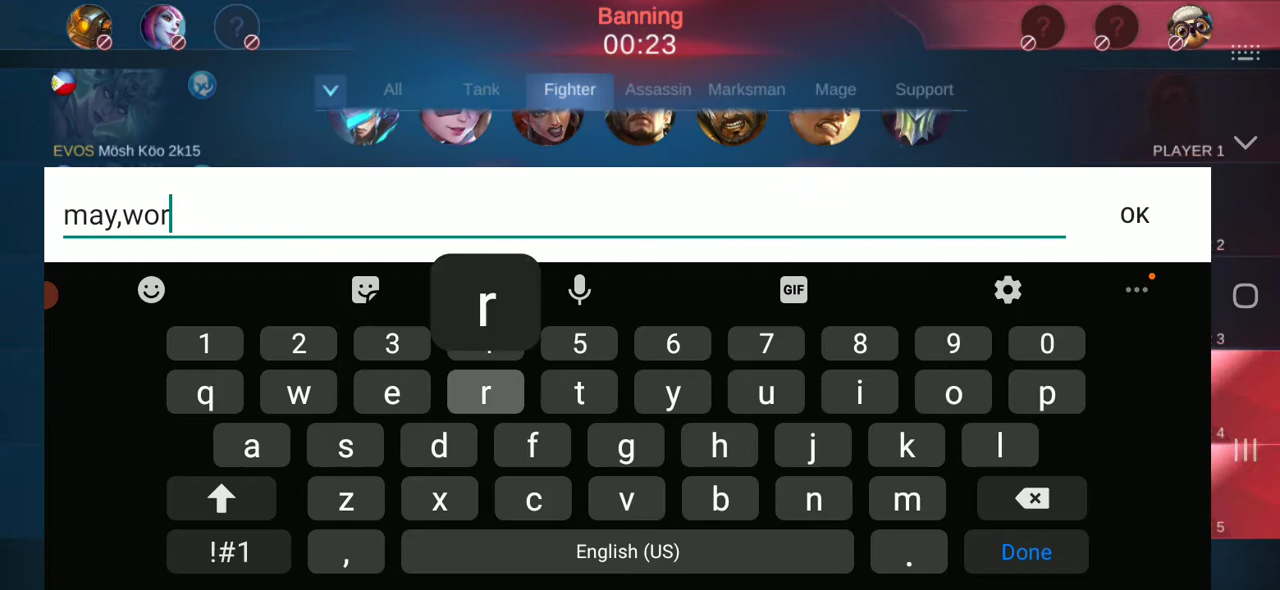 Banning
00:23
All Tank Fighter Assassin Marksman Mage Support
EVOS Mösh Köo 2k15
PLAYER 1
may,wor
OK
2
GIF
r
1 2 3 5 6 7 8 9 0
3
q w e r t y u i o p
a s d f g h j k l
4
z x c v b n m
5
!#1 , English (US) . Done